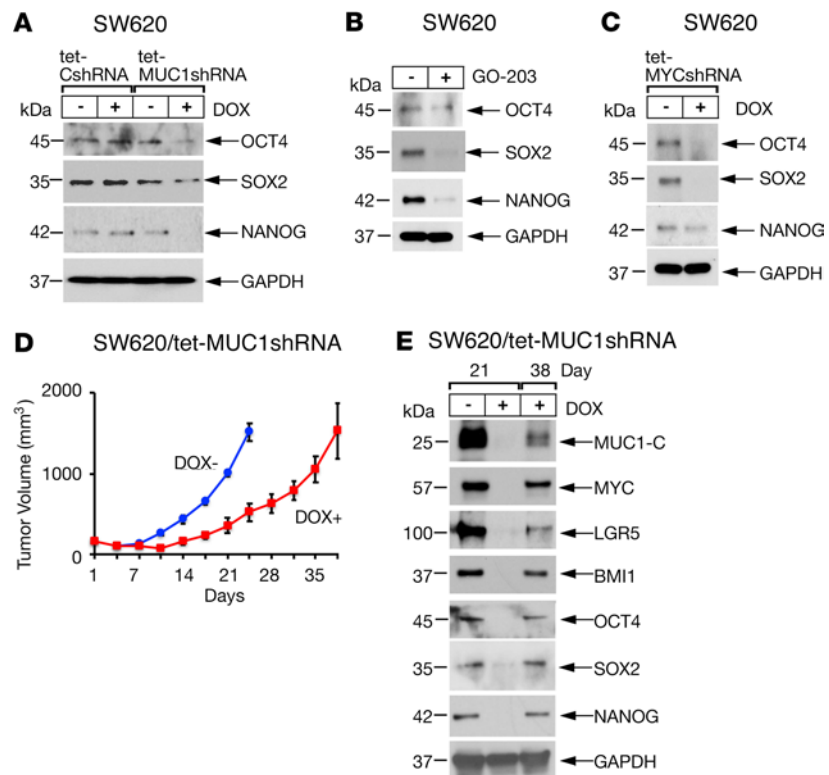 A SW620
tet-
CshRNA
tet-
MUC1shRNA
kDa - + - + DOX
45 OCT4
35 SOX2
42 NANOG
37 GAPDH
B SW620
kDa - + GO-203
45 OCT4
35 SOX2
42 NANOG
37 GAPDH
C SW620
tet-
MYCshRNA
kDa - + DOX
45 OCT4
35 SOX2
42 NANOG
37 GAPDH
D SW620/tet-MUC1shRNA
Tumor Volume (mm³)
2000
1000
0
DOX-
DOX+
1 7 14 21 28 35
Days
E SW620/tet-MUC1shRNA
21 38 Day
kDa - + + DOX
25 MUC1-C
57 MYC
100 LGR5
37 BMI1
45 OCT4
35 SOX2
42 NANOG
37 GAPDH